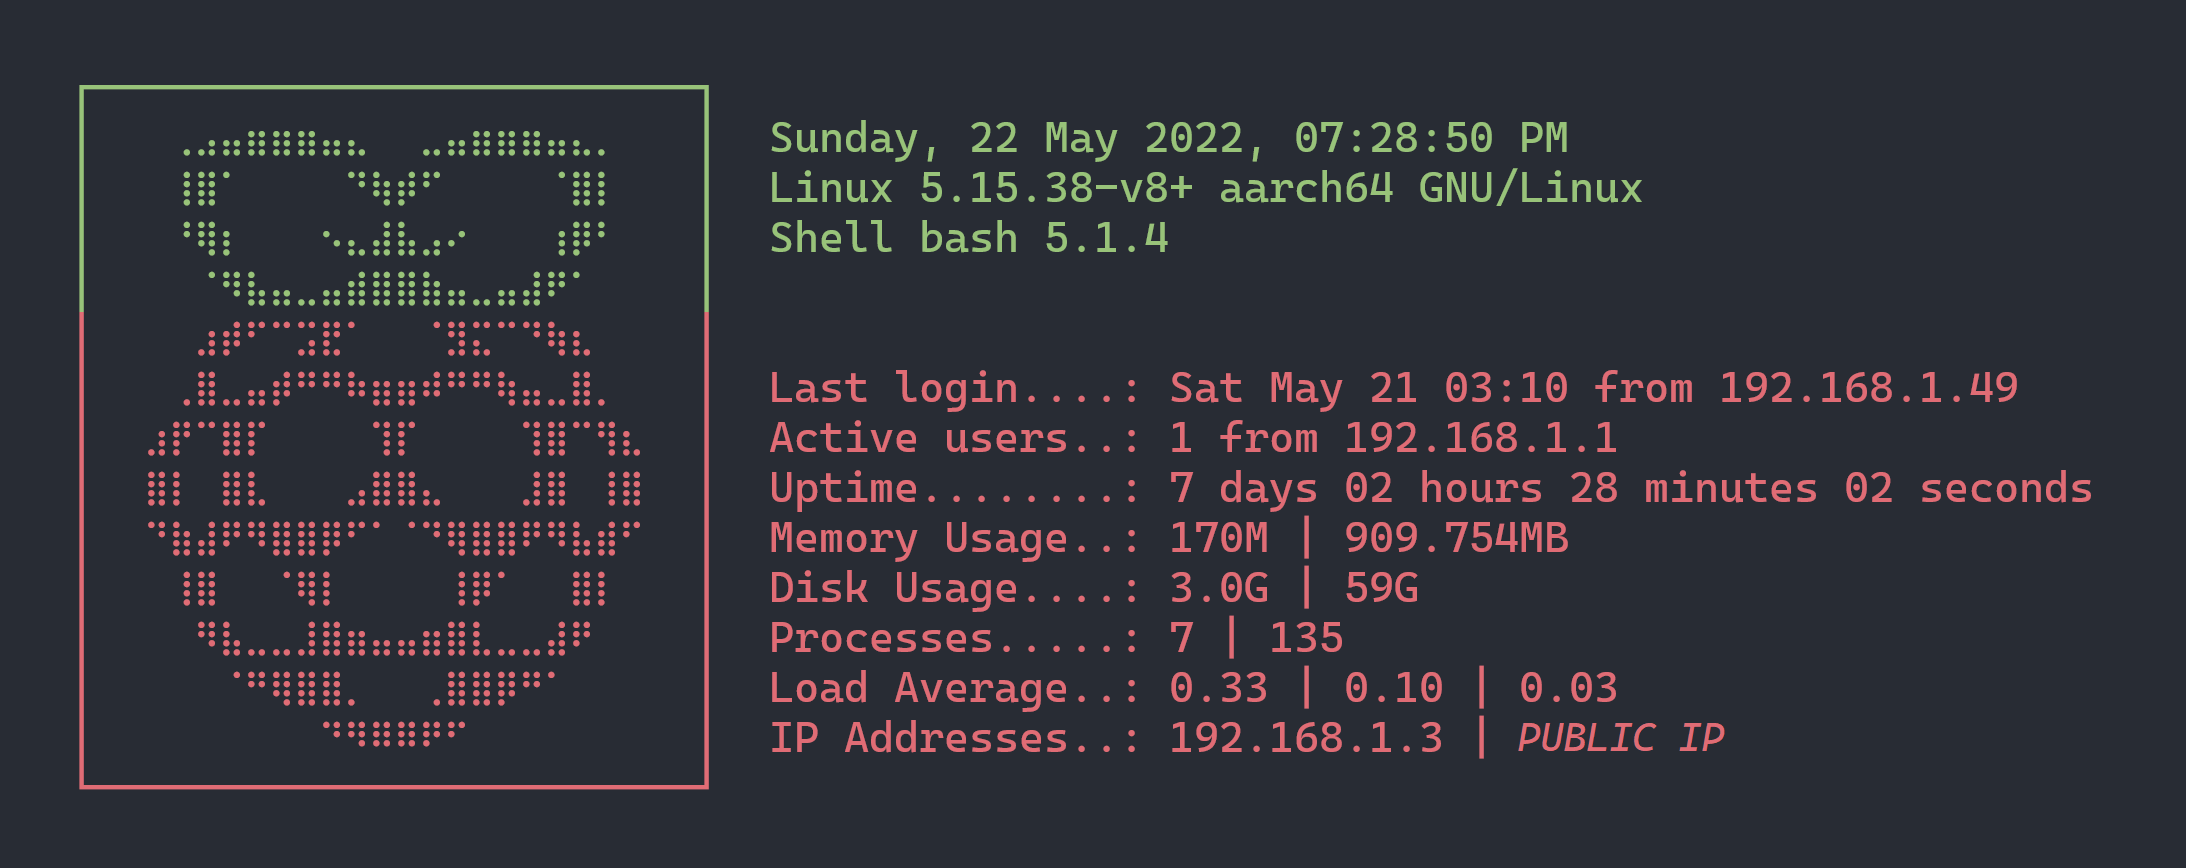 Sunday, 22 May 2022, 07:28:50 PM
Linux 5.15.38-v8+ aarch64 GNU/Linux
Shell bash 5.1.4
Last login....: Sat May 21 03:10 from 192.168.1.49
Active users..: 1 from 192.168.1.1
Uptime........: 7 days 02 hours 28 minutes 02 seconds
Memory Usage..: 170M | 909.754MB
Disk Usage....: 3.0G | 59G
Processes.....: 7 | 135
Load Average..: 0.33 | 0.10 | 0.03
IP Addresses..: 192.168.1.3 | PUBLIC IP